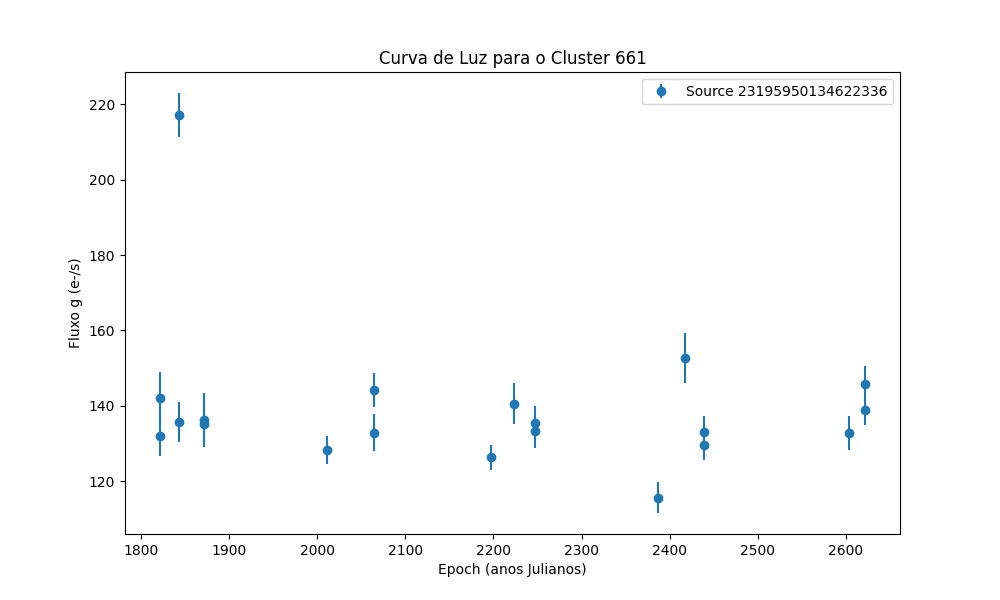 Curva de Luz para o Cluster 661
Source 23195950134622336
Fluxo g (e-/s)
220
200
180
160
140
120
1800 1900 2000 2100 2200 2300 2400 2500 2600
Epoch (anos Julianos)